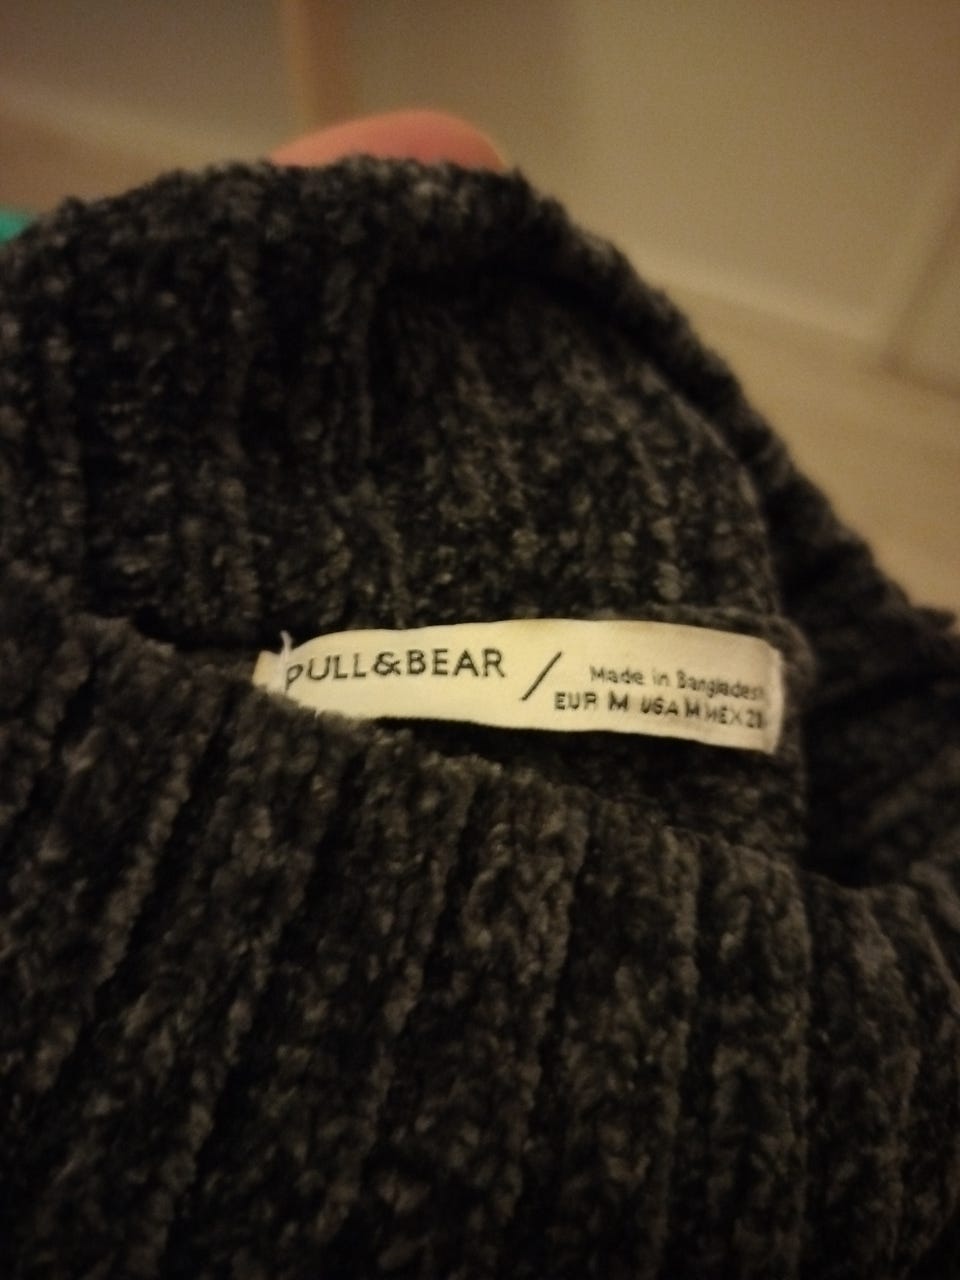 PULL&BEAR /
Made in Bangladesh
EUR M USA M MEX 28